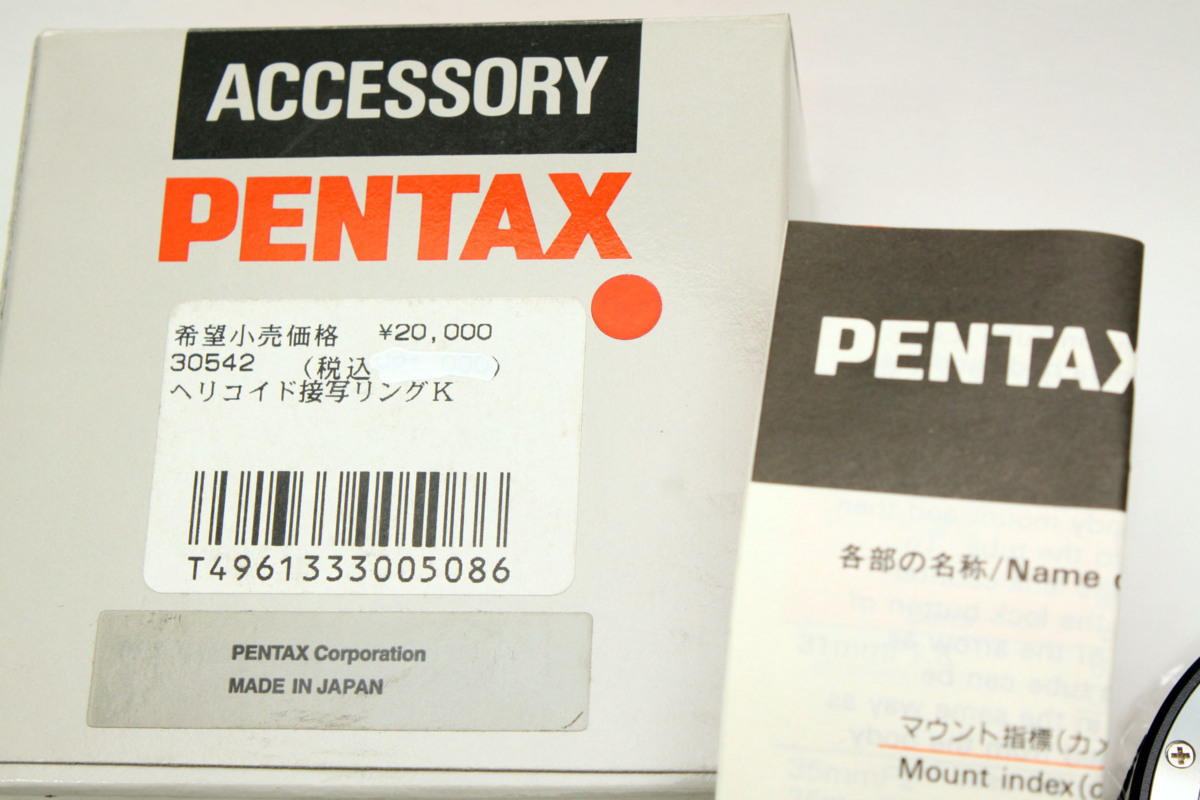 ACCESSORY
PENTAX
希望小売価格 ¥20,000
30542 (税込 )
ヘリコイド接写リングK
T4961333005086
PENTAX Corporation
MADE IN JAPAN
PENTAX
各部の名称/Name
マウント指標(カメ
Mount index(c